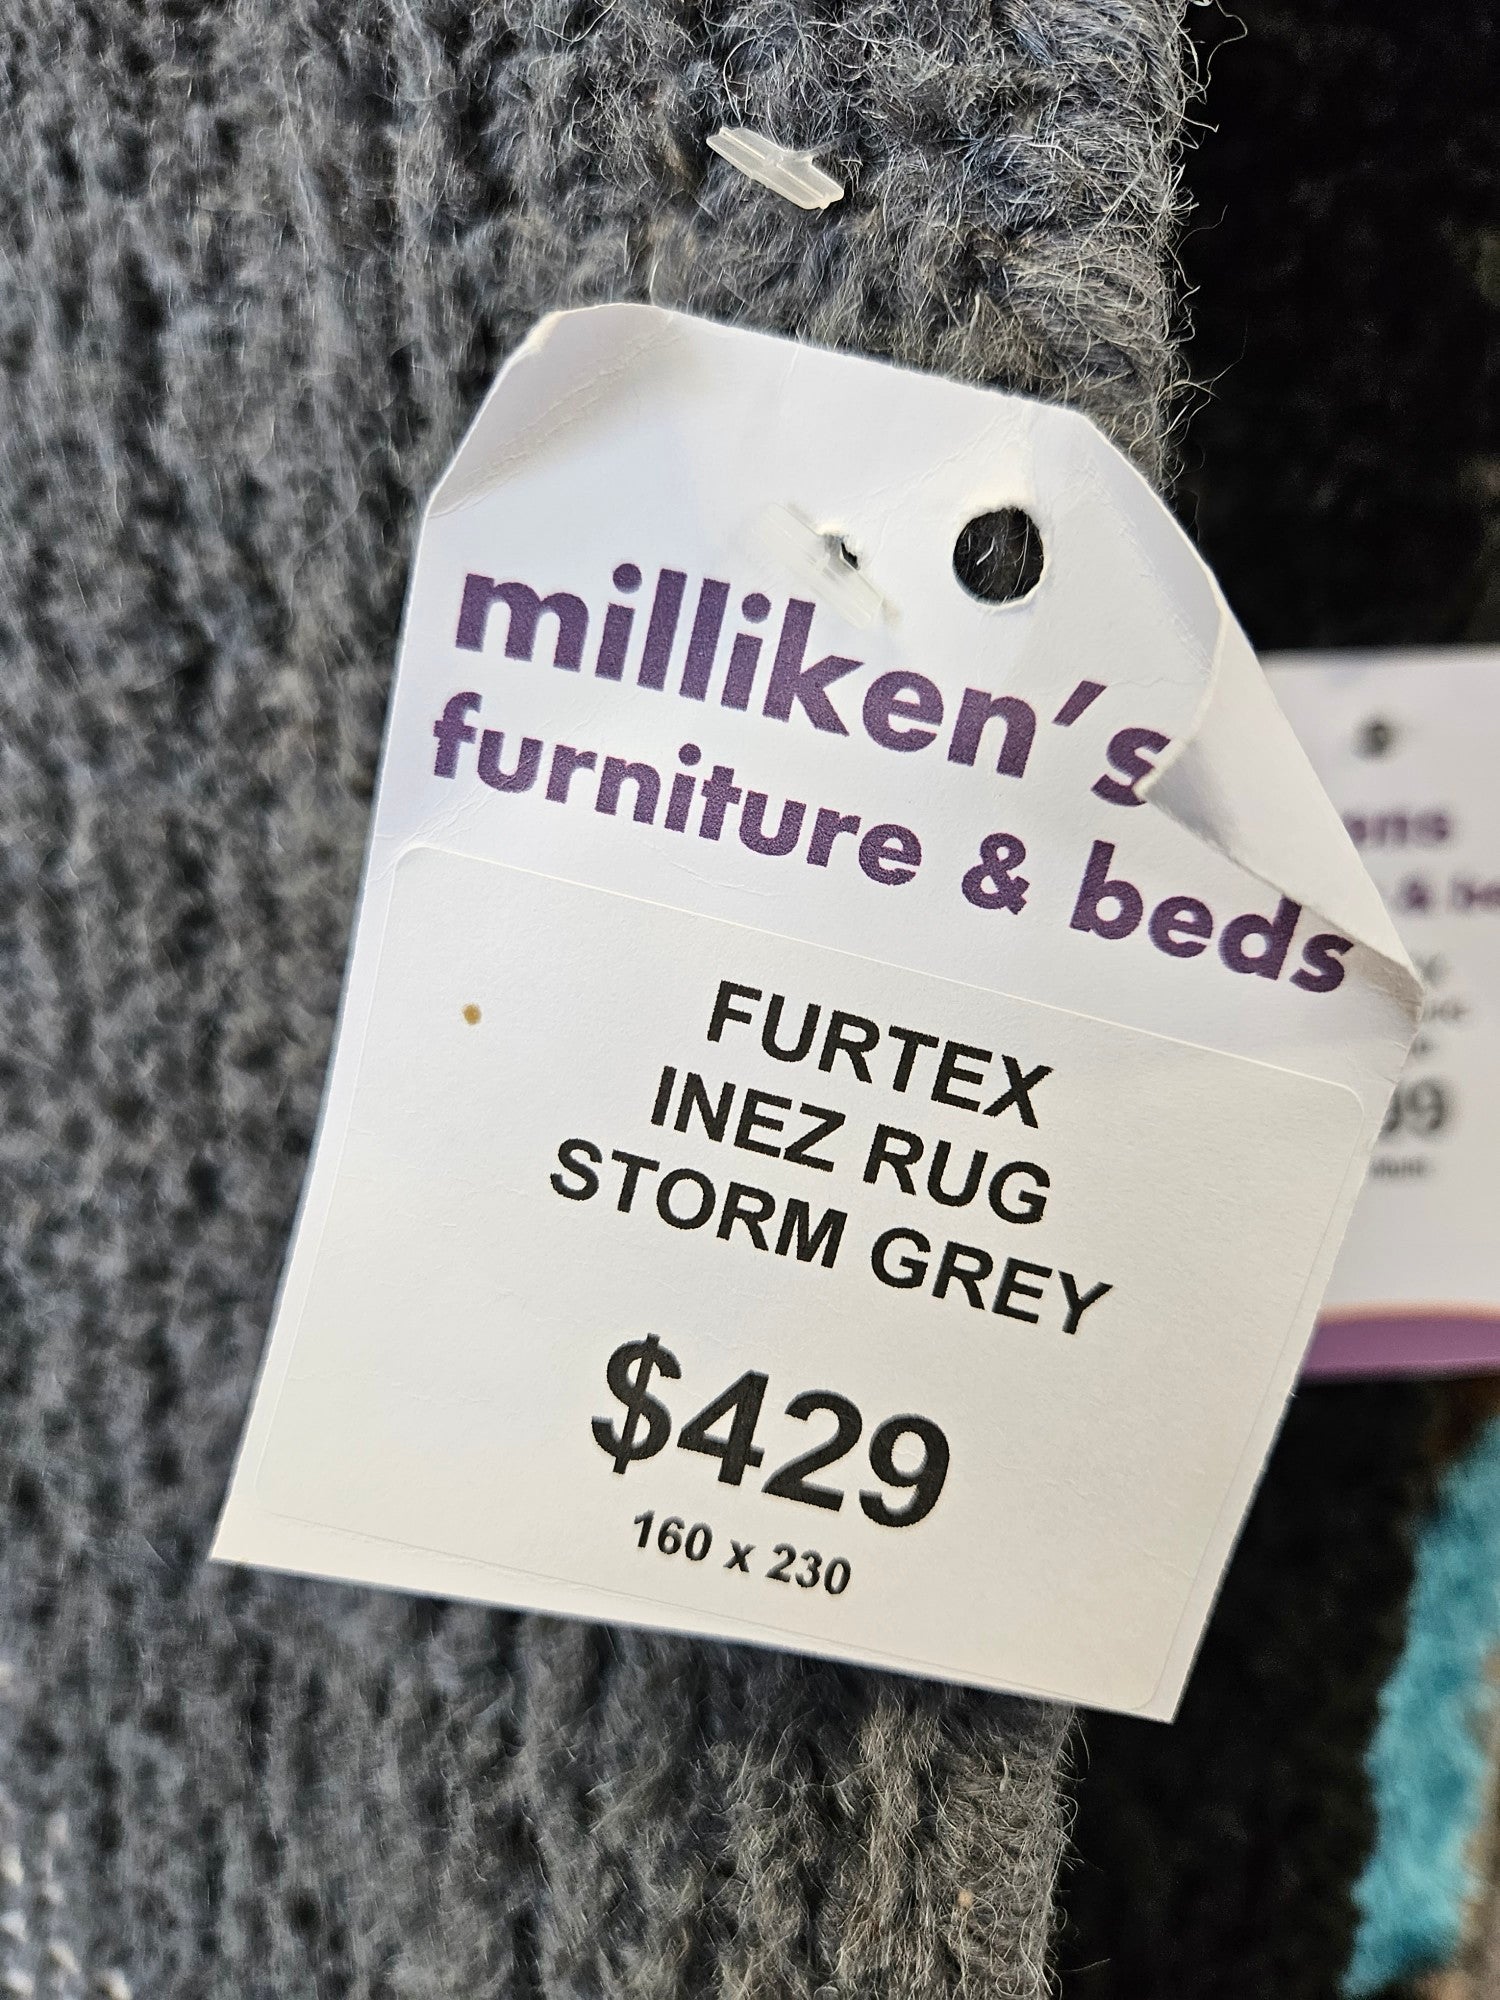 milliken's
furniture & beds
FURTEX
INEZ RUG
STORM GREY
$429
160 x 230